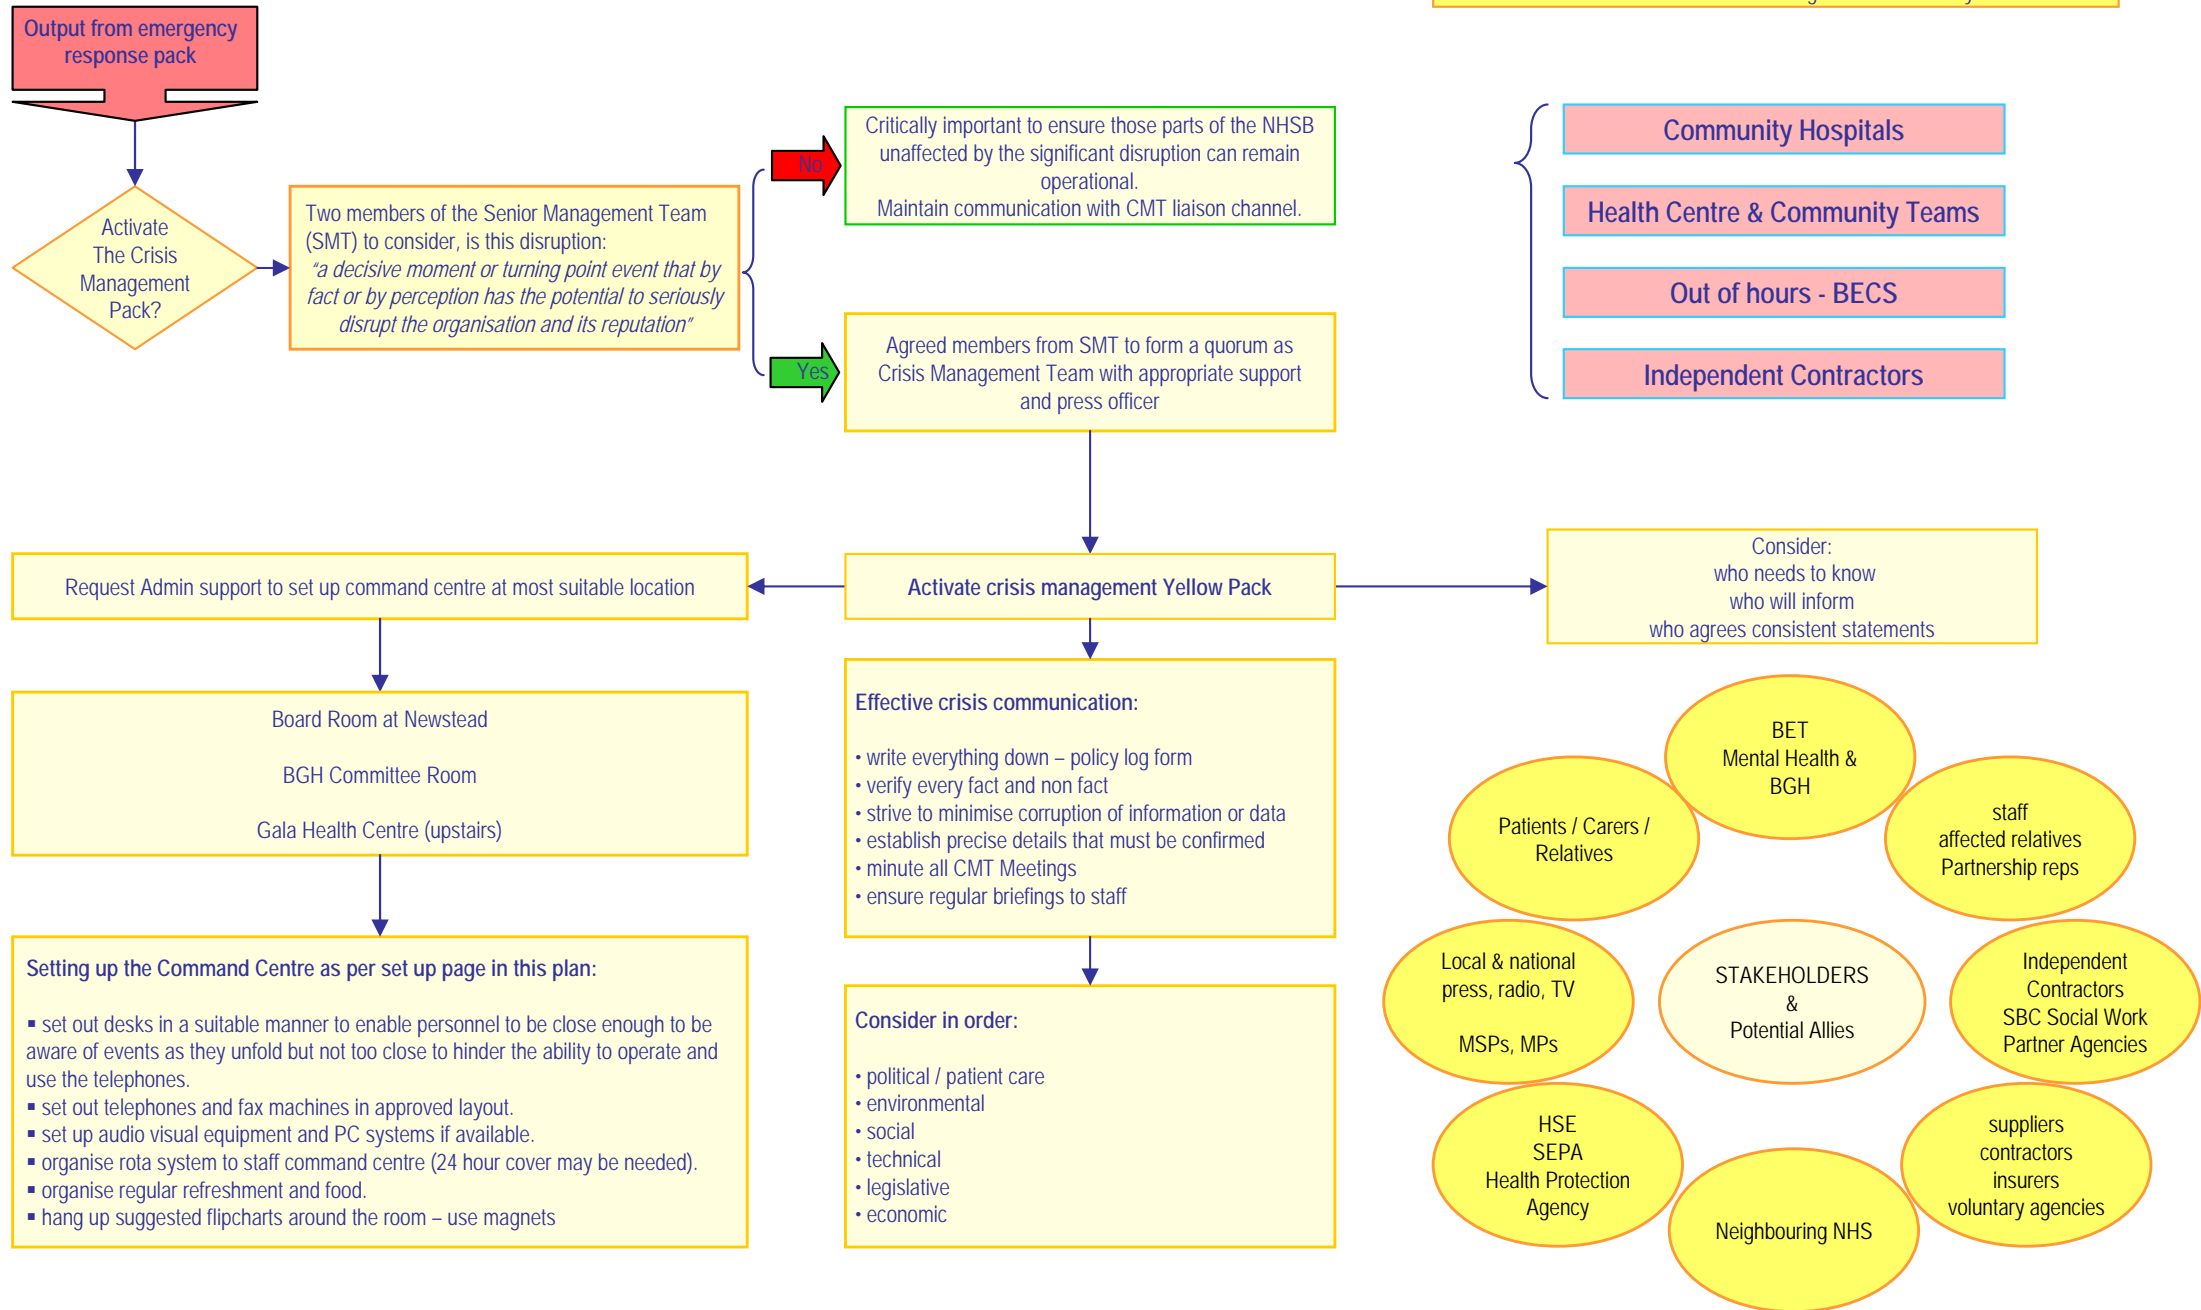 Output from emergency
response pack
Activate
The Crisis
Management
Pack?
Two members of the Senior Management Team
(SMT) to consider, is this disruption:
“a decisive moment or turning point event that by
fact or by perception has the potential to seriously
disrupt the organisation and its reputation”
No
Critically important to ensure those parts of the NHSB
unaffected by the significant disruption can remain
operational.
Maintain communication with CMT liaison channel.
Yes
Agreed members from SMT to form a quorum as
Crisis Management Team with appropriate support
and press officer
Community Hospitals
Health Centre & Community Teams
Out of hours - BECS
Independent Contractors
Request Admin support to set up command centre at most suitable location
Activate crisis management Yellow Pack
Consider:
who needs to know
who will inform
who agrees consistent statements
Board Room at Newstead
BGH Committee Room
Gala Health Centre (upstairs)
Setting up the Command Centre as per set up page in this plan:
▪ set out desks in a suitable manner to enable personnel to be close enough to be
aware of events as they unfold but not too close to hinder the ability to operate and
use the telephones.
▪ set out telephones and fax machines in approved layout.
▪ set up audio visual equipment and PC systems if available.
▪ organise rota system to staff command centre (24 hour cover may be needed).
▪ organise regular refreshment and food.
▪ hang up suggested flipcharts around the room – use magnets
Effective crisis communication:
• write everything down – policy log form
• verify every fact and non fact
• strive to minimise corruption of information or data
• establish precise details that must be confirmed
• minute all CMT Meetings
• ensure regular briefings to staff
Consider in order:
• political / patient care
• environmental
• social
• technical
• legislative
• economic
BET
Mental Health &
BGH
Patients / Carers /
Relatives
staff
affected relatives
Partnership reps
Local & national
press, radio, TV
MSPs, MPs
STAKEHOLDERS
&
Potential Allies
Independent
Contractors
SBC Social Work
Partner Agencies
HSE
SEPA
Health Protection
Agency
suppliers
contractors
insurers
voluntary agencies
Neighbouring NHS